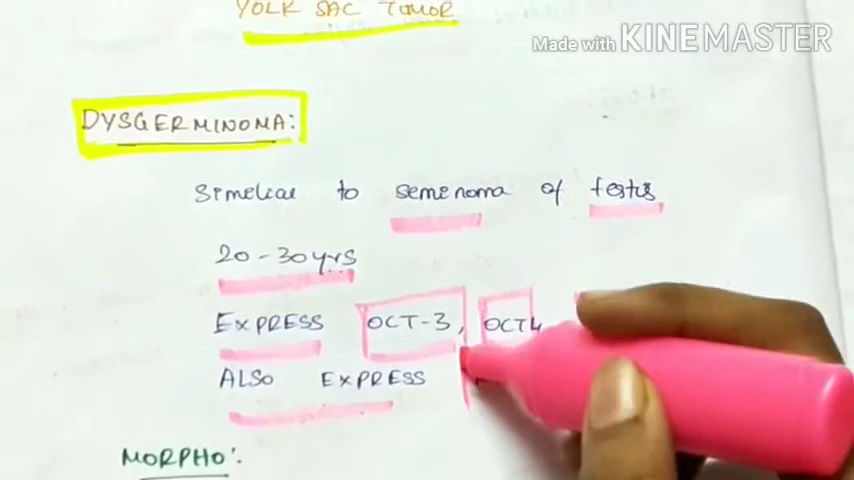 YOLK SAC TUMOR
Made with KINEMASTER
DYSGERMINOMA:
Simeliar to semenoma of testis
20-30yrs
EXPRESS OCT-3, OCT4
ALSO EXPRESS
MORPHO: